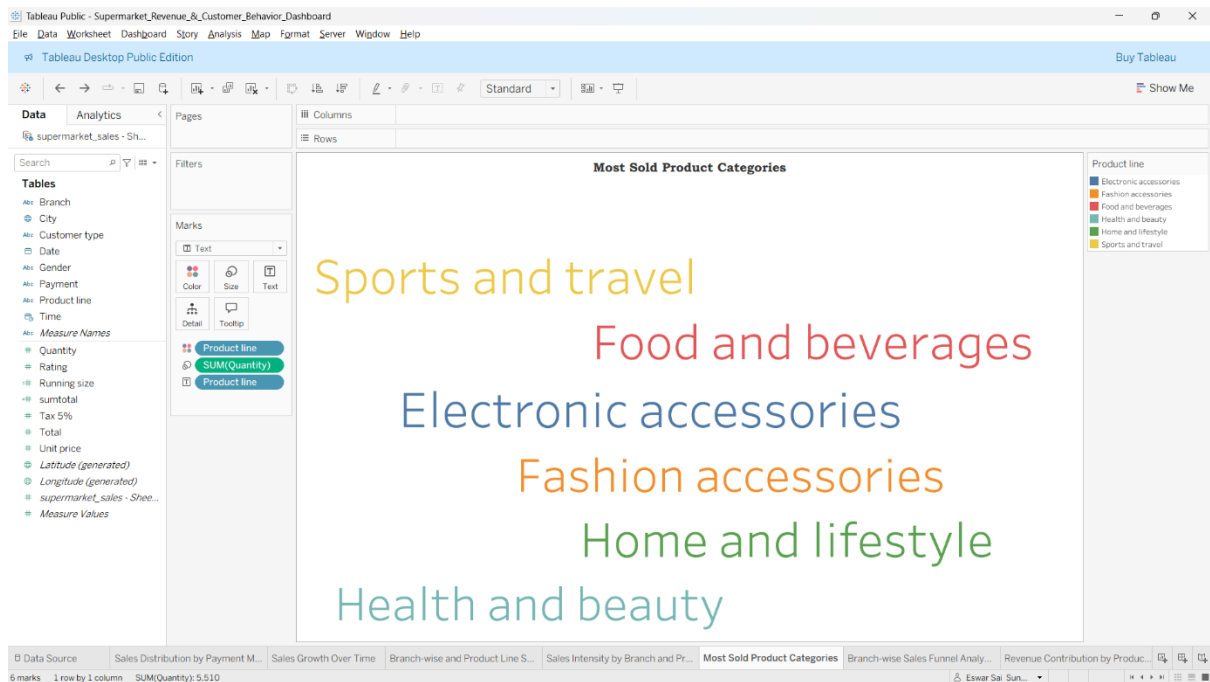 Tableau Public - Supermarket_Revenue_&_Customer_Behavior_Dashboard
File Data Worksheet Dashboard Story Analysis Map Format Server Window Help
Tableau Desktop Public Edition
Buy Tableau
Standard
Show Me
Data Analytics
supermarket_sales - Sh...
Search
Tables
Abc Branch
City
Abc Customer type
Date
Abc Gender
Abc Payment
Abc Product line
Time
Abc Measure Names
# Quantity
# Rating
=# Running size
=# sumtotal
# Tax 5%
# Total
# Unit price
Latitude (generated)
Longitude (generated)
# supermarket_sales - Shee...
# Measure Values
Pages
Filters
Marks
Text
Color Size Text
Detail Tooltip
Product line
SUM(Quantity)
Product line
Columns
Rows
Most Sold Product Categories
Sports and travel
Food and beverages
Electronic accessories
Fashion accessories
Home and lifestyle
Health and beauty
Product line
Electronic accessories
Fashion accessories
Food and beverages
Health and beauty
Home and lifestyle
Sports and travel
Data Source Sales Distribution by Payment M... Sales Growth Over Time Branch-wise and Product Line S... Sales Intensity by Branch and Pr... Most Sold Product Categories Branch-wise Sales Funnel Analy... Revenue Contribution by Produc...
6 marks 1 row by 1 column SUM(Quantity): 5,510
Eswar Sai Sun...